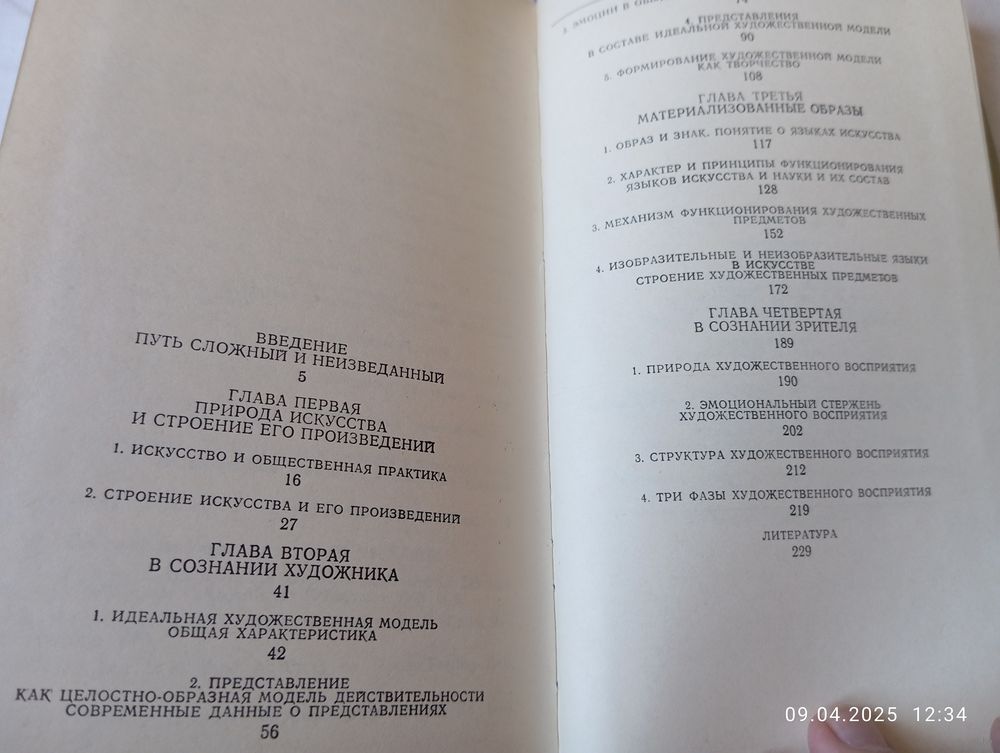 ВВЕДЕНИЕ
ПУТЬ СЛОЖНЫЙ И НЕИЗВЕДАННЫЙ
5
ГЛАВА ПЕРВАЯ
ПРИРОДА ИСКУССТВА
И СТРОЕНИЕ ЕГО ПРОИЗВЕДЕНИЙ
1. ИСКУССТВО И ОБЩЕСТВЕННАЯ ПРАКТИКА
16
2. СТРОЕНИЕ ИСКУССТВА И ЕГО ПРОИЗВЕДЕНИЙ
27
ГЛАВА ВТОРАЯ
В СОЗНАНИИ ХУДОЖНИКА
41
1. ИДЕАЛЬНАЯ ХУДОЖЕСТВЕННАЯ МОДЕЛЬ
ОБЩАЯ ХАРАКТЕРИСТИКА
42
2. ПРЕДСТАВЛЕНИЕ
КАК ЦЕЛОСТНО-ОБРАЗНАЯ МОДЕЛЬ ДЕЙСТВИТЕЛЬНОСТИ
СОВРЕМЕННЫЕ ДАННЫЕ О ПРЕДСТАВЛЕНИЯХ
56
3. ЭМОЦИИ В
74
4. ПРЕДСТАВЛЕНИЯ
В СОСТАВЕ ИДЕАЛЬНОЙ ХУДОЖЕСТВЕННОЙ МОДЕЛИ
90
5. ФОРМИРОВАНИЕ ХУДОЖЕСТВЕННОЙ МОДЕЛИ
КАК ТВОРЧЕСТВО
108
ГЛАВА ТРЕТЬЯ
МАТЕРИАЛИЗОВАННЫЕ ОБРАЗЫ
1. ОБРАЗ И ЗНАК. ПОНЯТИЕ О ЯЗЫКАХ ИСКУССТВА
117
2. ХАРАКТЕР И ПРИНЦИПЫ ФУНКЦИОНИРОВАНИЯ
ЯЗЫКОВ ИСКУССТВА И НАУКИ И ИХ СОСТАВ
128
3. МЕХАНИЗМ ФУНКЦИОНИРОВАНИЯ ХУДОЖЕСТВЕННЫХ
ПРЕДМЕТОВ
152
4. ИЗОБРАЗИТЕЛЬНЫЕ И НЕИЗОБРАЗИТЕЛЬНЫЕ ЯЗЫКИ
В ИСКУССТВЕ
СТРОЕНИЕ ХУДОЖЕСТВЕННЫХ ПРЕДМЕТОВ
172
ГЛАВА ЧЕТВЕРТАЯ
В СОЗНАНИИ ЗРИТЕЛЯ
189
1. ПРИРОДА ХУДОЖЕСТВЕННОГО ВОСПРИЯТИЯ
190
2. ЭМОЦИОНАЛЬНЫЙ СТЕРЖЕНЬ
ХУДОЖЕСТВЕННОГО ВОСПРИЯТИЯ
202
3. СТРУКТУРА ХУДОЖЕСТВЕННОГО ВОСПРИЯТИЯ
212
4. ТРИ ФАЗЫ ХУДОЖЕСТВЕННОГО ВОСПРИЯТИЯ
219
ЛИТЕРАТУРА
229
09.04.2025 12:34